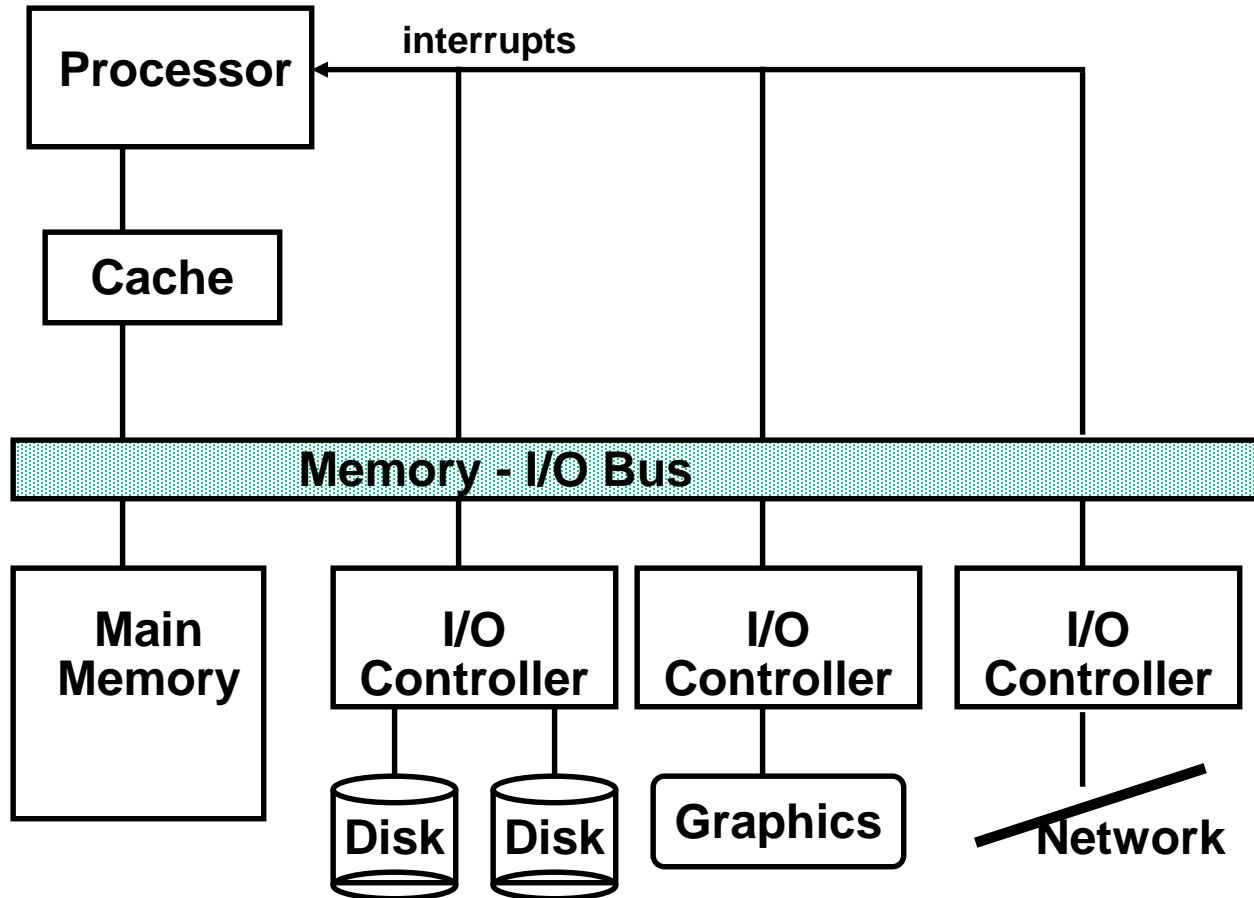 interrupts
Processor
Cache
Memory - I/O Bus
Main
Memory
I/O
Controller
I/O
Controller
I/O
Controller
Disk
Disk
Graphics
Network